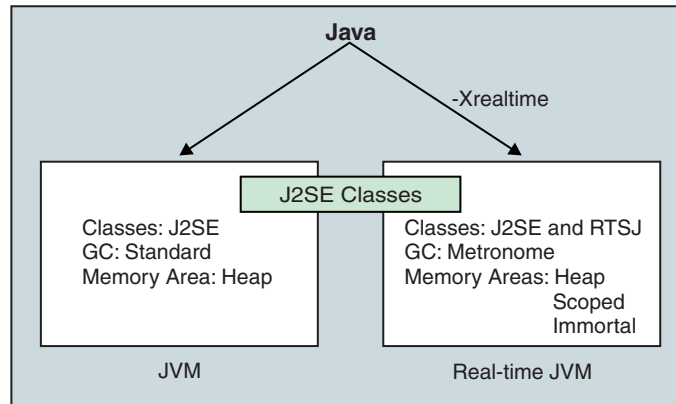 Java
-Xrealtime
J2SE Classes
Classes: J2SE
GC: Standard
Memory Area: Heap
Classes: J2SE and RTSJ
GC: Metronome
Memory Areas: Heap
Scoped
Immortal
JVM
Real-time JVM